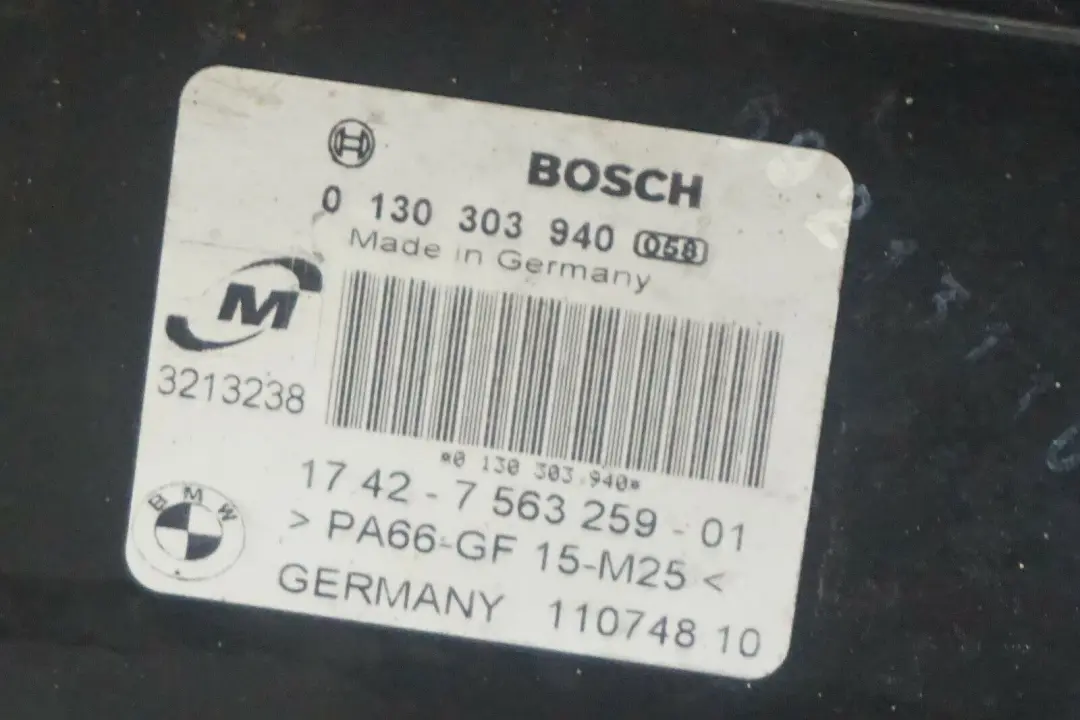 BOSCH
0 130 303 940 058
Made in Germany
M
3213238
*0 130 303 940*
17 42 - 7 563 259 - 01
> PA66-GF 15-M25 <
BMW
GERMANY 110748 10